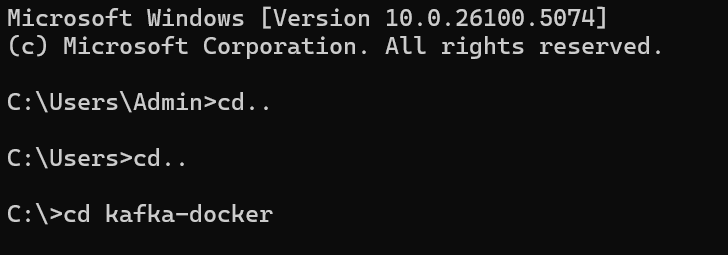 Microsoft Windows [Version 10.0.26100.5074]
(c) Microsoft Corporation. All rights reserved.
C:\Users\Admin>cd..
C:\Users>cd..
C:\>cd kafka-docker